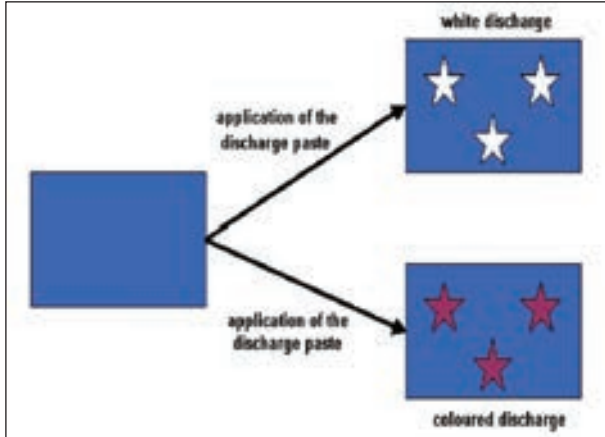 white discharge
application of the
discharge paste
application of the
discharge paste
coloured discharge